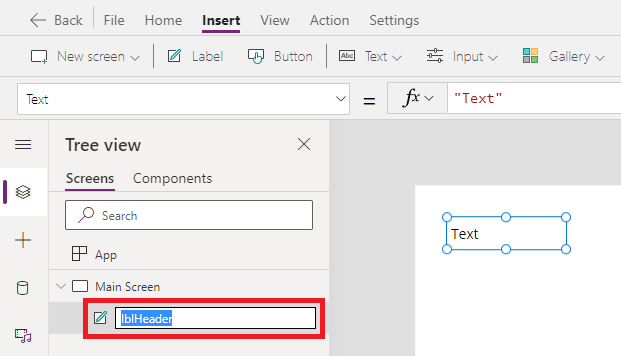 Back File Home Insert View Action Settings
New screen Label Button Abc Text Input Gallery
Text = fx "Text"
Tree view
Screens Components
Search
Text
App
Main Screen
lblHeader